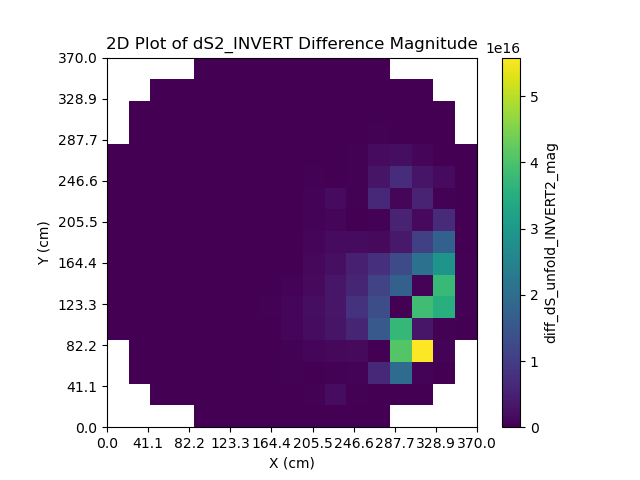 2D Plot of dS2_INVERT Difference Magnitude
1e16
370.0
328.9
287.7
246.6
205.5
164.4
123.3
82.2
41.1
0.0
Y (cm)
0.0 41.1 82.2 123.3 164.4 205.5 246.6 287.7 328.9 370.0
X (cm)
5
4
3
2
1
0
diff_dS_unfold_INVERT2_mag